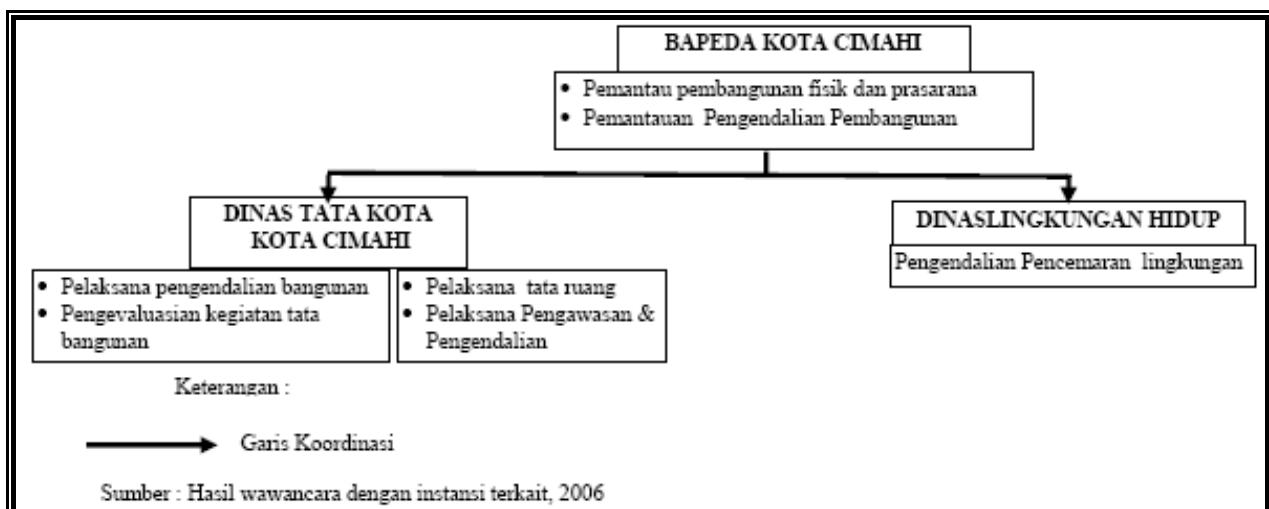 BAPEDA KOTA CIMAHI
• Pemantau pembangunan fisik dan prasarana
• Pemantauan Pengendalian Pembangunan
DINAS TATA KOTA
KOTA CIMAHI
• Pelaksana pengendalian bangunan
• Pengevaluasian kegiatan tata
bangunan
• Pelaksana tata ruang
• Pelaksana Pengawasan &
Pengendalian
DINASLINGKUNGAN HIDUP
Pengendalian Pencemaran lingkungan
Keterangan :
Garis Koordinasi
Sumber : Hasil wawancara dengan instansi terkait, 2006